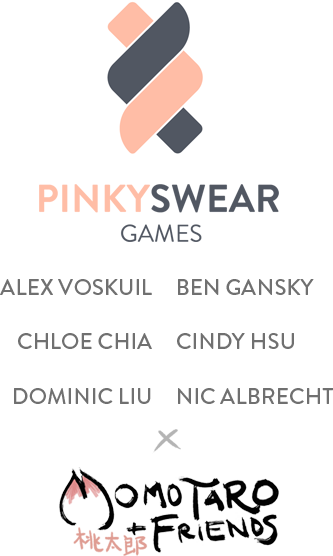 PINKYSWEAR
GAMES
ALEX VOSKUIL BEN GANSKY
CHLOE CHIA CINDY HSU
DOMINIC LIU NIC ALBRECHT
×
MOMOTARO
桃太郎 + FRIENDS